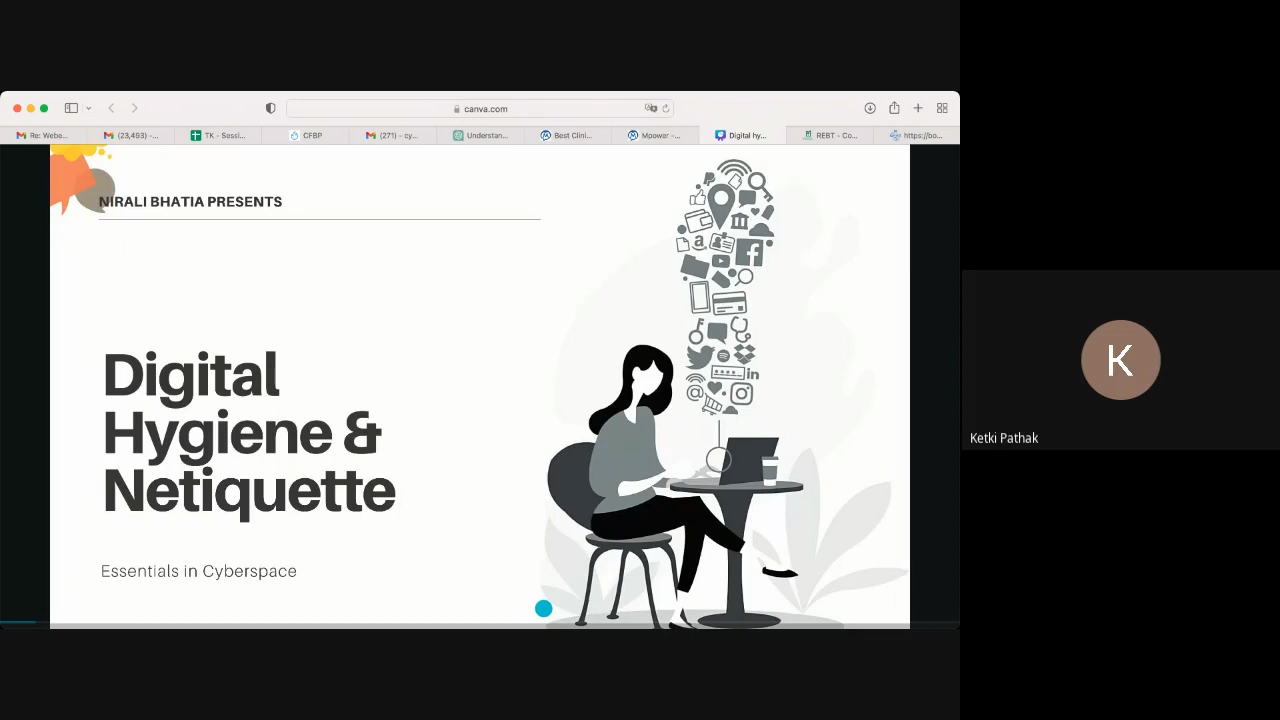 canva.com
Re: Webe...
(23,493) -...
TK - Sessi...
CFBP
(271) - cy...
Understan...
Best Clini...
Mpower -...
Digital hy...
REBT - Co...
https://bo...
NIRALI BHATIA PRESENTS
Digital
Hygiene &
Netiquette
Essentials in Cyberspace
K
Ketki Pathak